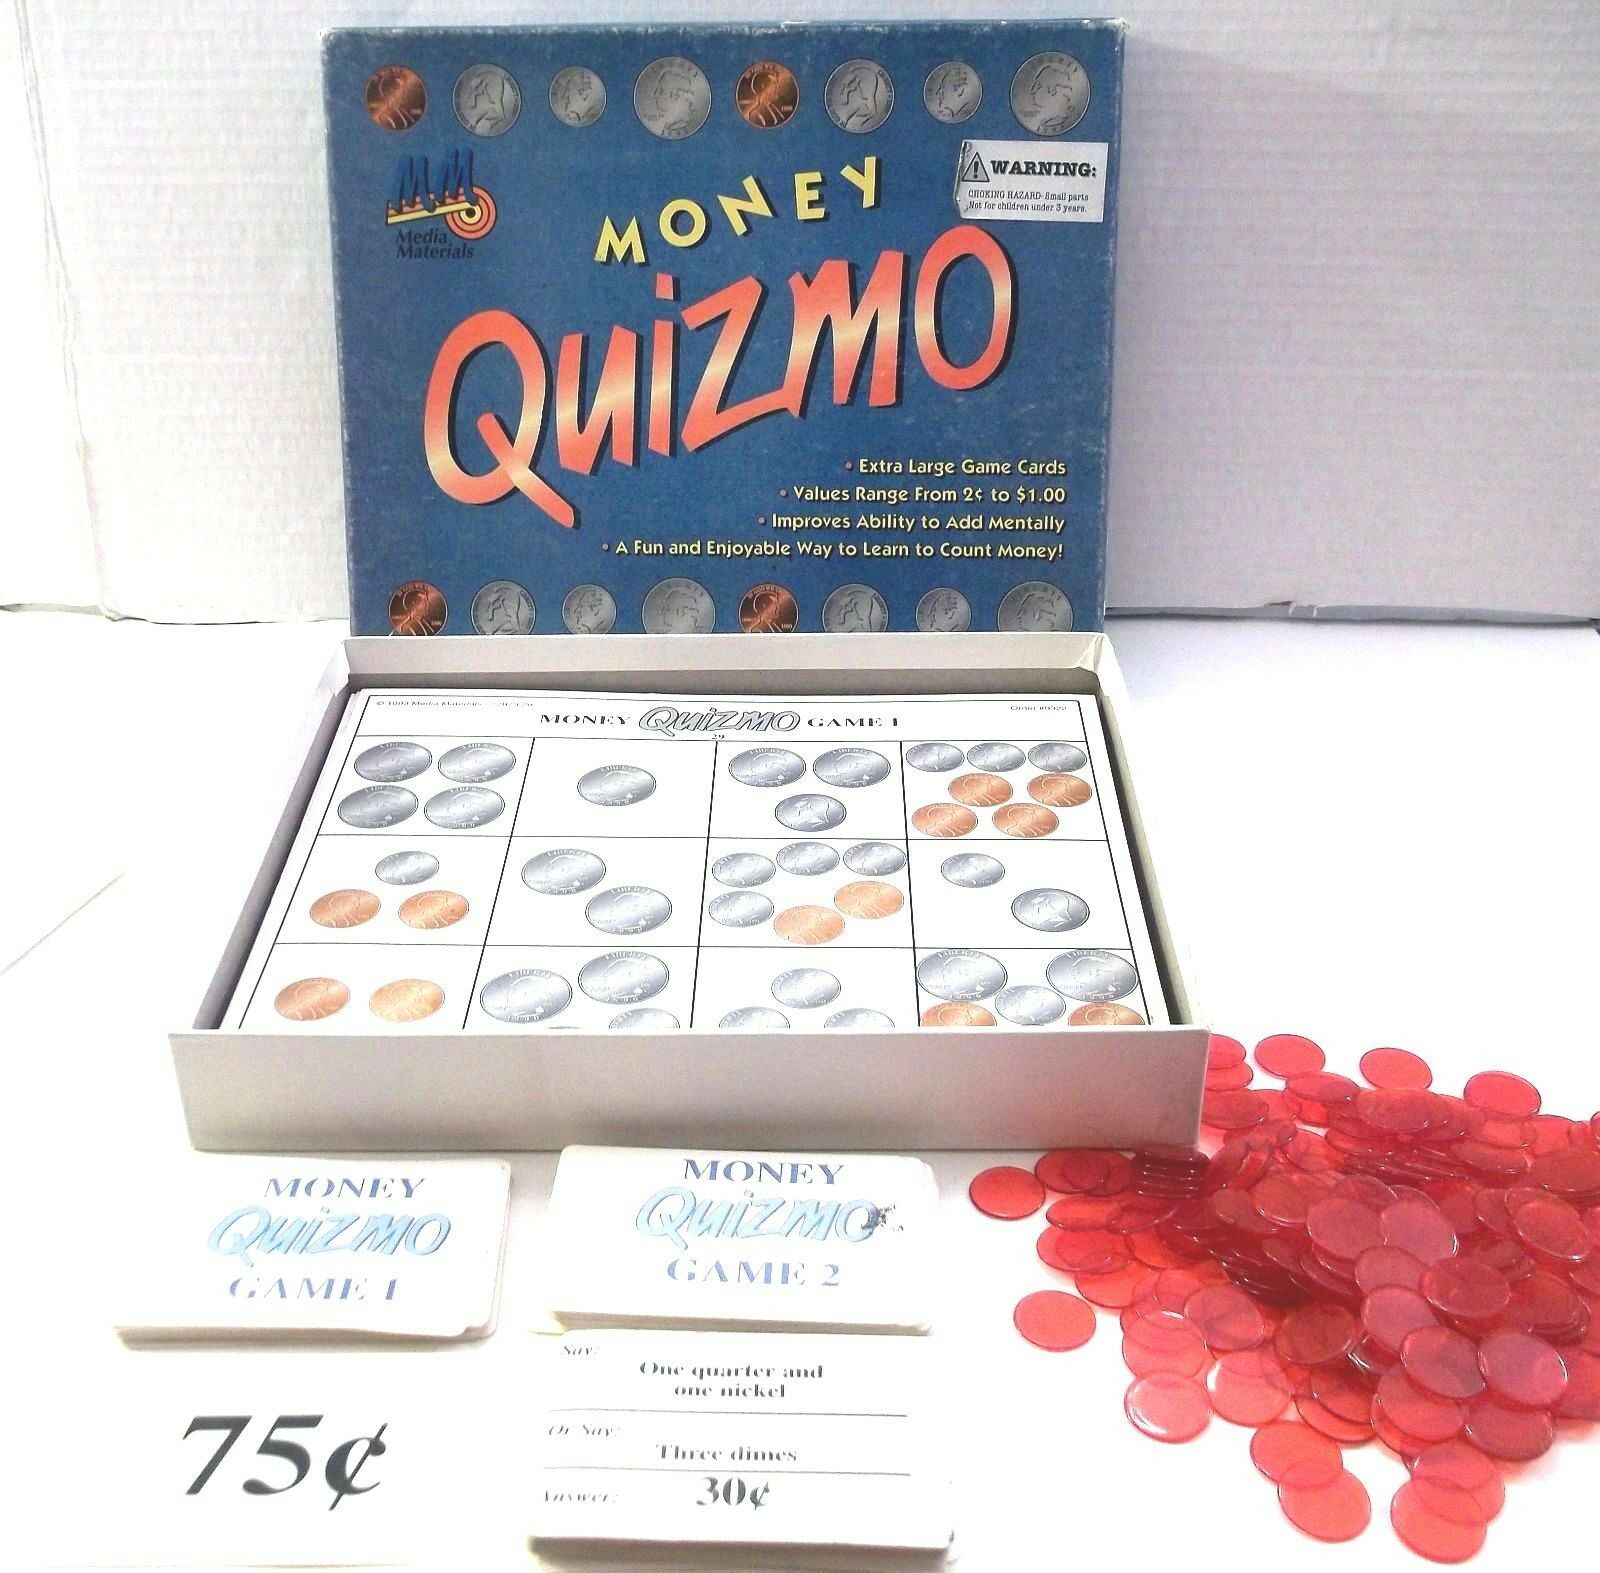 WARNING:
CHOKING HAZARD-Small parts
Not for children under 3 years.
MM
Media
Materials
MONEY
QUIZMO
• Extra Large Game Cards
• Values Range From 2¢ to $1.00
• Improves Ability to Add Mentally
• A Fun and Enjoyable Way to Learn to Count Money!
MONEY QUIZMO GAME 1
29
MONEY
QUIZMO
GAME 1
MONEY
QUIZMO
GAME 2
75¢
Say:
One quarter and
one nickel
Or Say:
Three dimes
Answer: 30¢